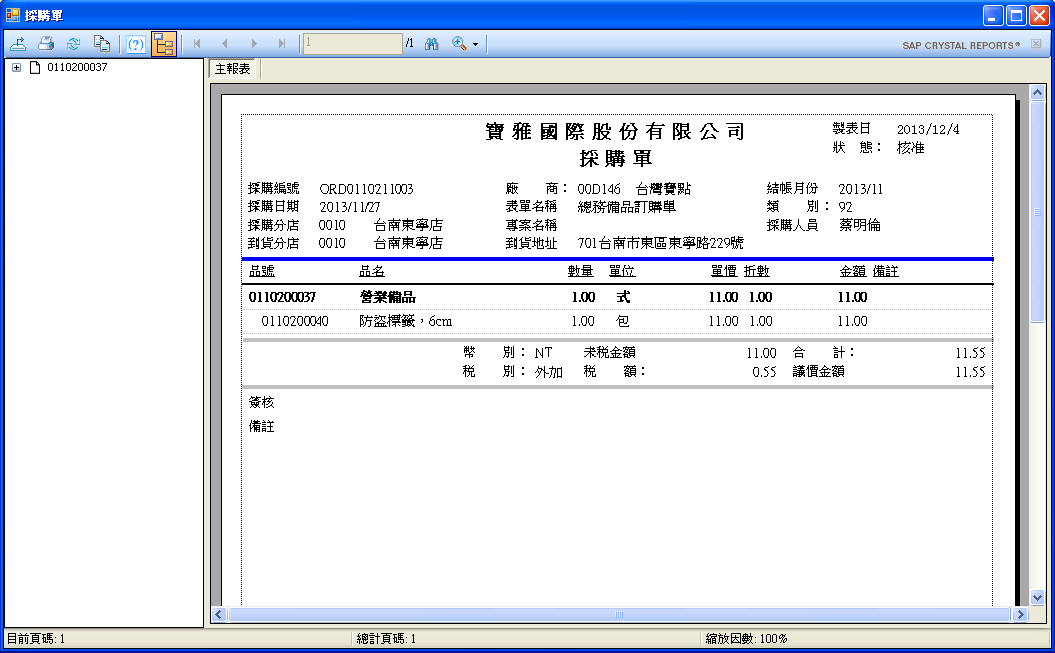 採購單
1 /1
SAP CRYSTAL REPORTS®
0110200037
主報表
寶雅國際股份有限公司
採購單
製表日 2013/12/4
狀 態： 核准
採購編號 ORD0110211003 廠 商： 00D146 台灣寶點 結帳月份 2013/11
採購日期 2013/11/27 表單名稱 總務備品訂購單 類 別： 92
採購分店 0010 台南東寧店 專案名稱 採購人員 蔡明倫
到貨分店 0010 台南東寧店 到貨地址 701台南市東區東寧路229號
品號 品名 數量 單位 單價 折數 金額 備註
0110200037 營業備品 1.00 式 11.00 1.00 11.00
0110200040 防盜標籤，6cm 1.00 包 11.00 1.00 11.00
幣 別： NT 未稅金額 11.00 合 計： 11.55
稅 別： 外加 稅 額： 0.55 議價金額 11.55
簽核
備註
目前頁碼: 1 總計頁碼: 1 縮放因數: 100%